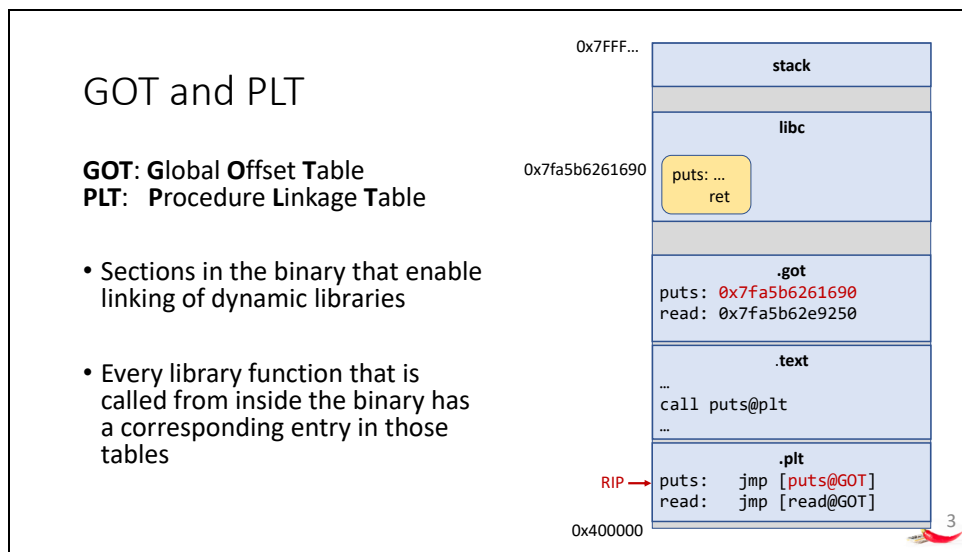 GOT and PLT
GOT: Global Offset Table
PLT: Procedure Linkage Table
• Sections in the binary that enable
linking of dynamic libraries
• Every library function that is
called from inside the binary has
a corresponding entry in those
tables
0x7FFF…
stack
libc
0x7fa5b6261690
puts: …
ret
.got
puts: 0x7fa5b6261690
read: 0x7fa5b62e9250
.text
…
call puts@plt
…
.plt
RIP
puts: jmp [puts@GOT]
read: jmp [read@GOT]
0x400000
3